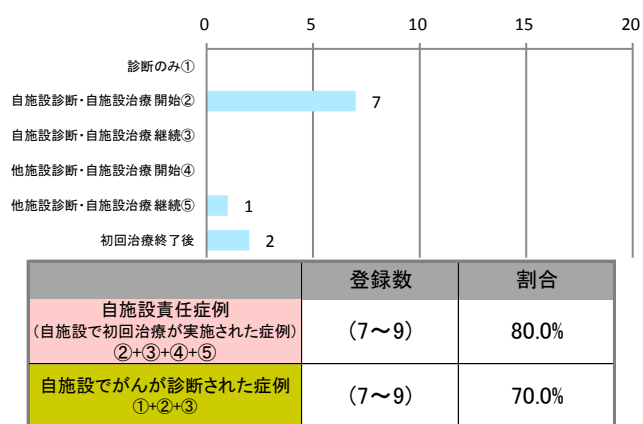 0 5 10 15 20
診断のみ①
自施設診断・自施設治療 開始② 7
自施設診断・自施設治療 継続③
他施設診断・自施設治療 開始④
他施設診断・自施設治療 継続⑤ 1
初回治療終了後 2
登録数 割合
自施設責任症例
(自施設で初回治療が実施された症例)
②+③+④+⑤
(7～9) 80.0%
自施設でがんが診断された症例
①+②+③
(7～9) 70.0%